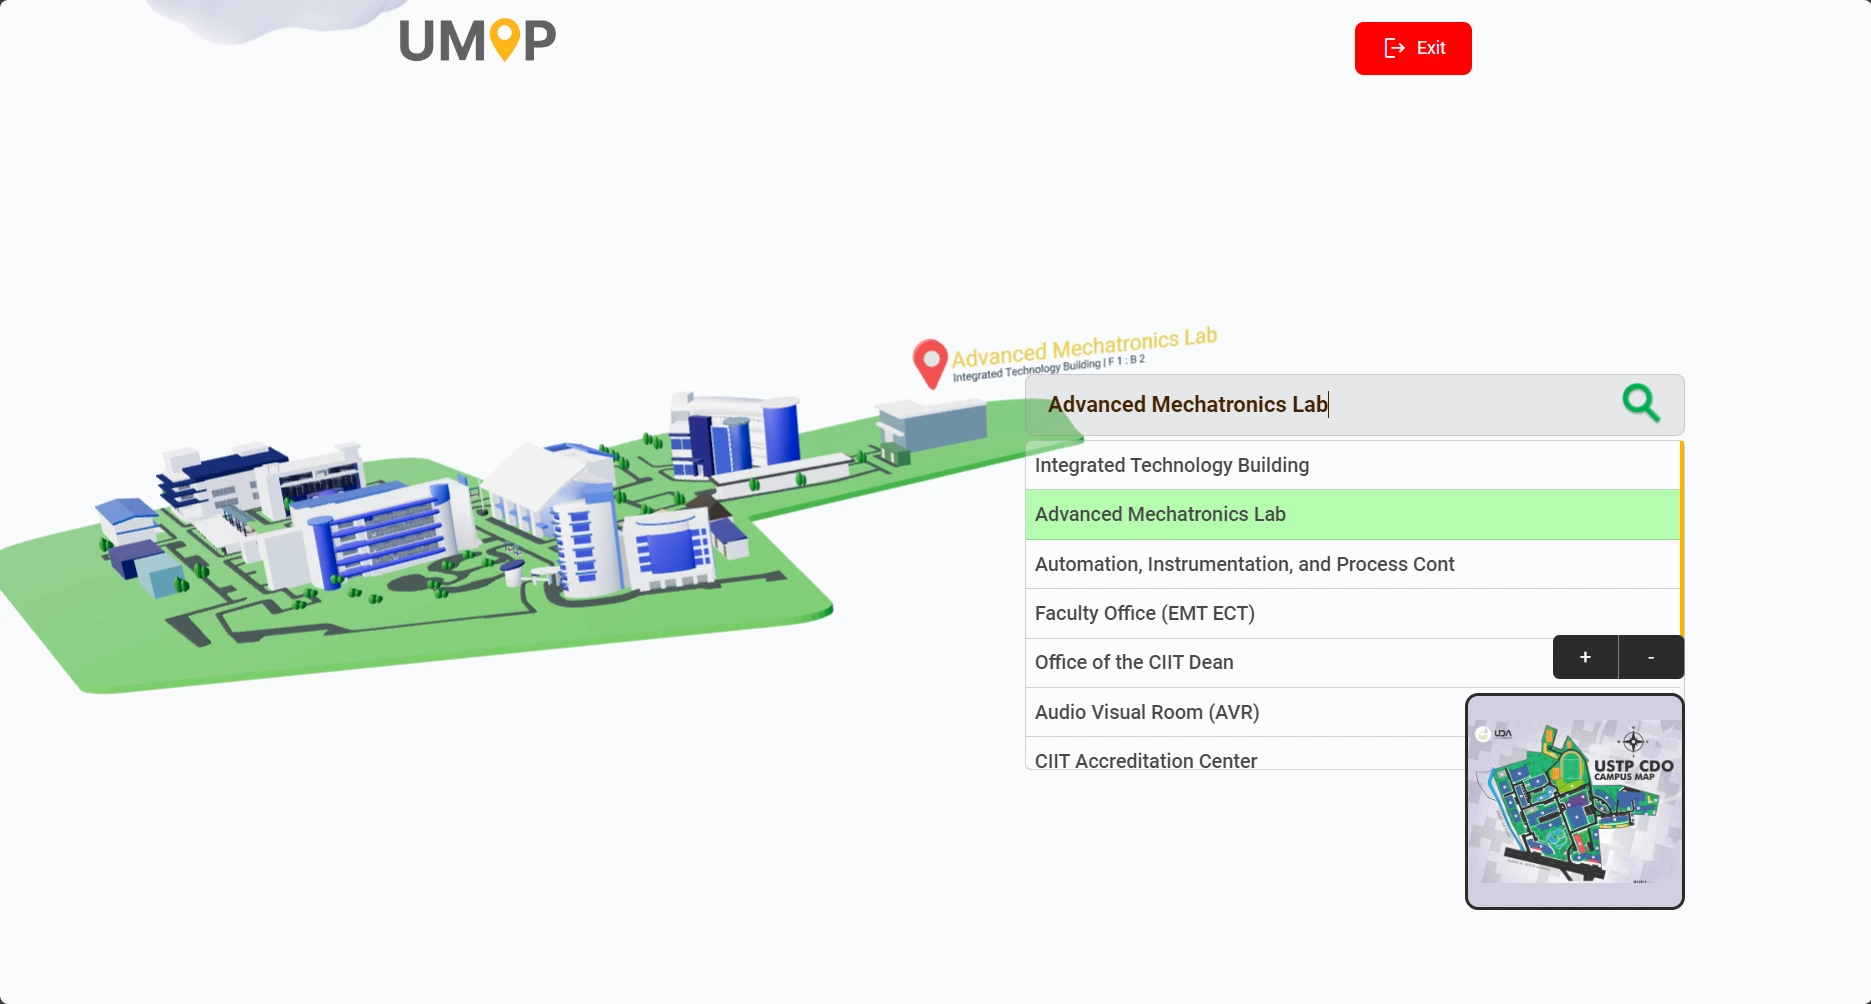 UMAP
Exit
Advanced Mechatronics Lab
Integrated Technology Building | F 1 : B 2
Advanced Mechatronics Lab
Integrated Technology Building
Advanced Mechatronics Lab
Automation, Instrumentation, and Process Cont
Faculty Office (EMT ECT)
Office of the CIIT Dean
+ -
Audio Visual Room (AVR)
CIIT Accreditation Center
UDA
USTP CDO
CAMPUS MAP